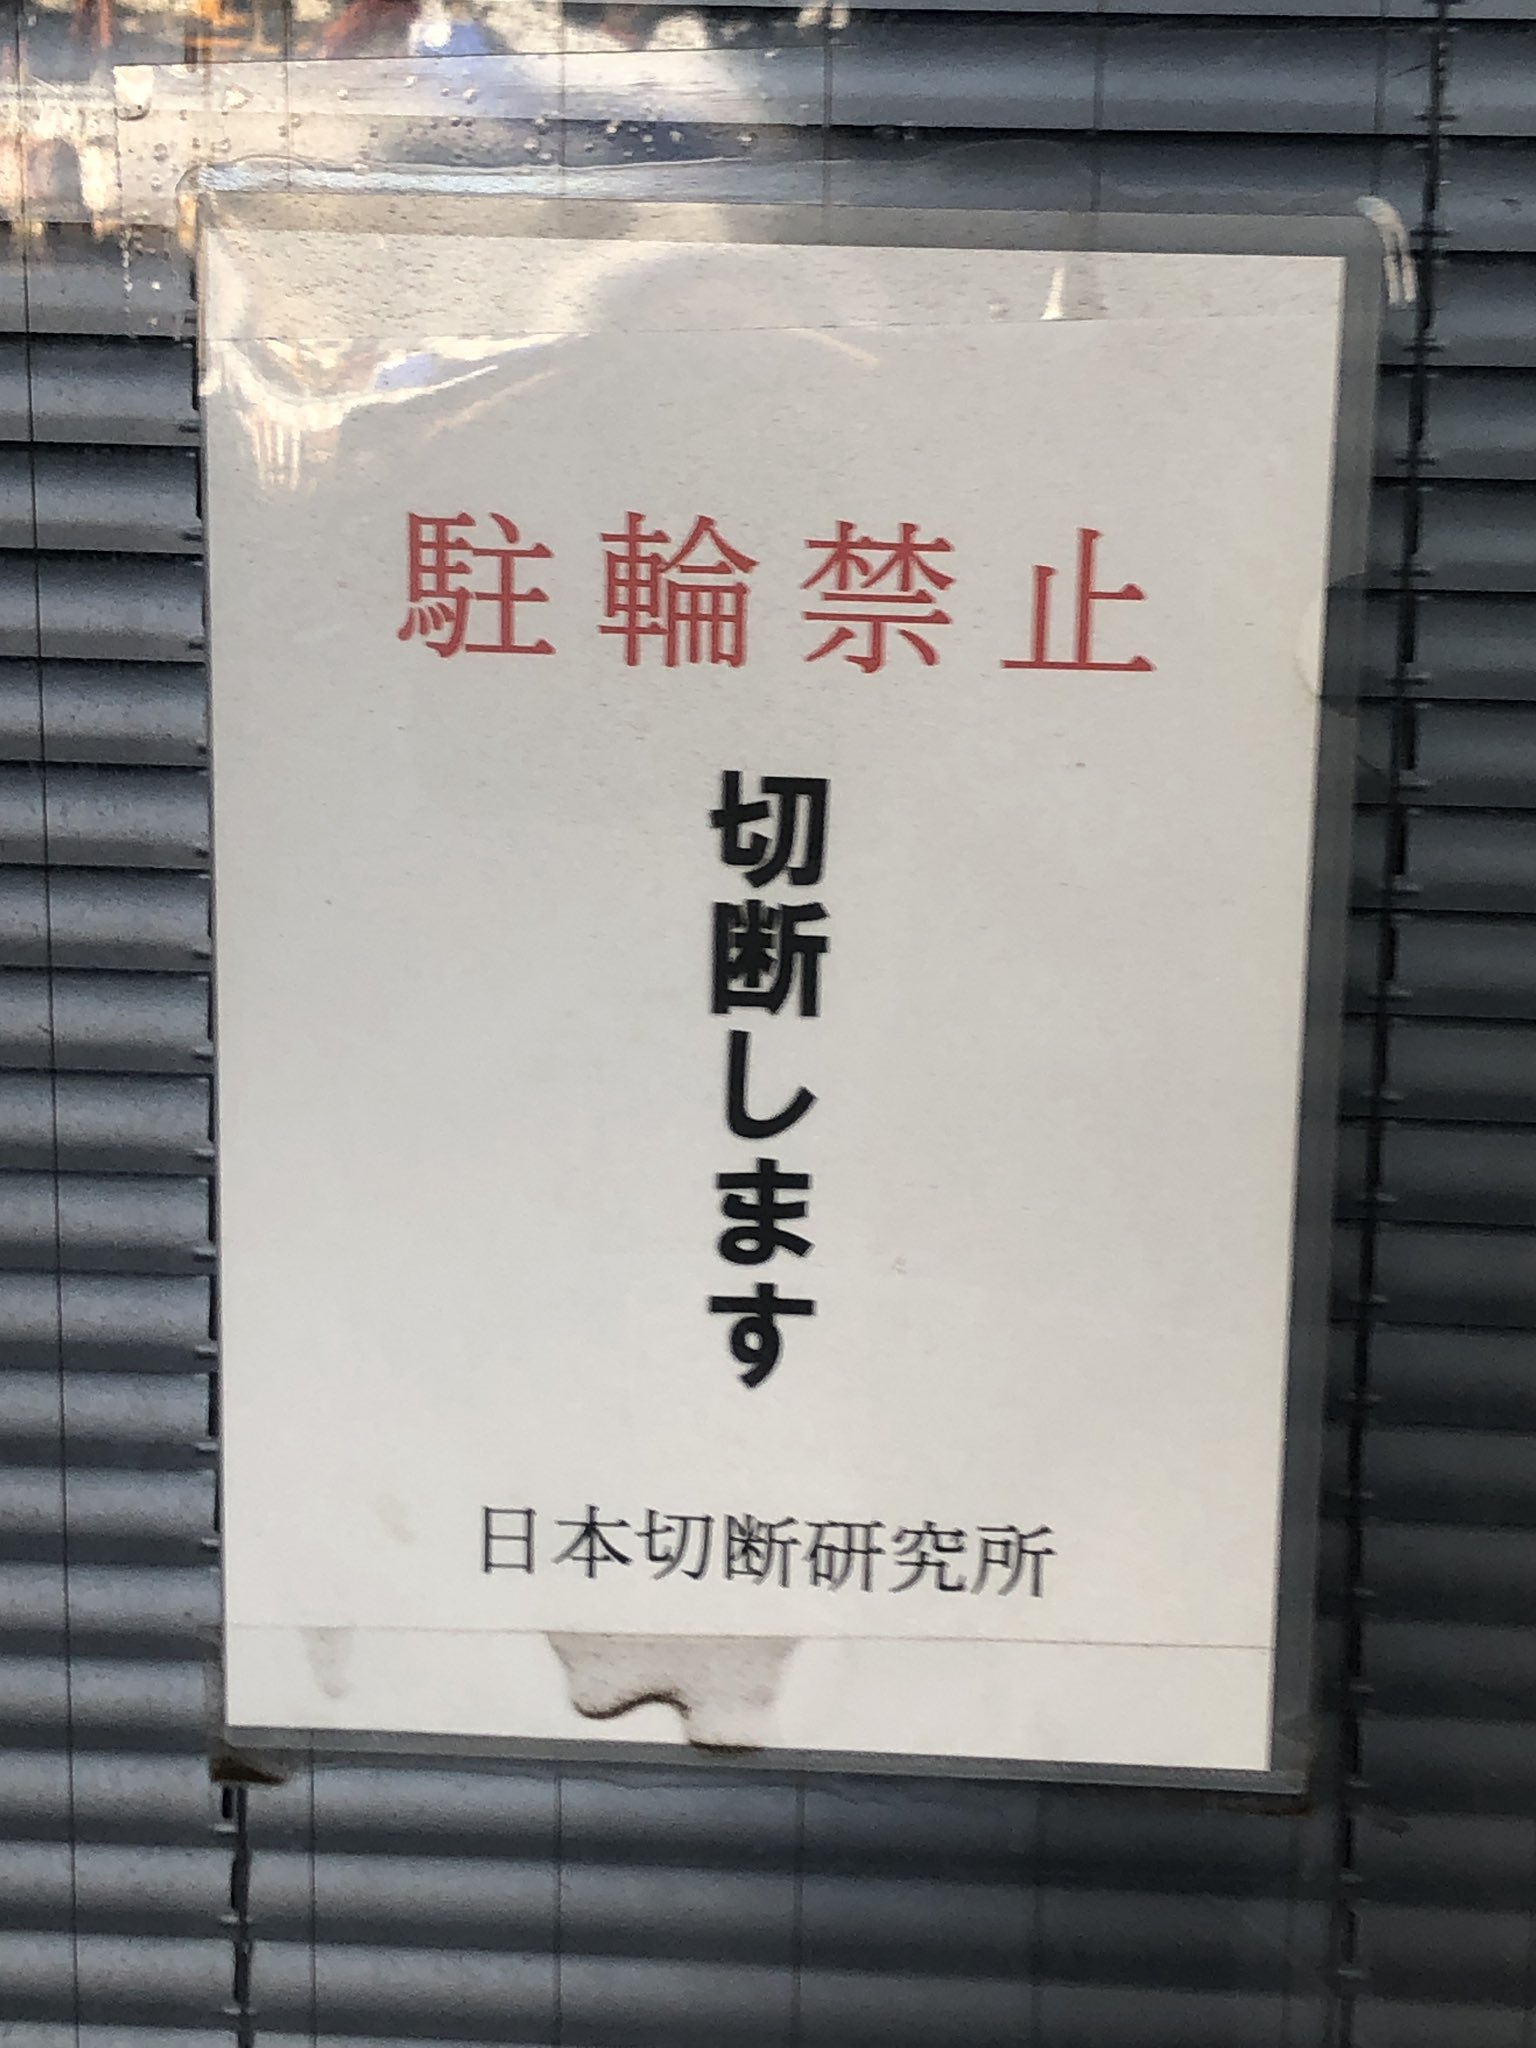 駐輪禁止
切断します
日本切断研究所